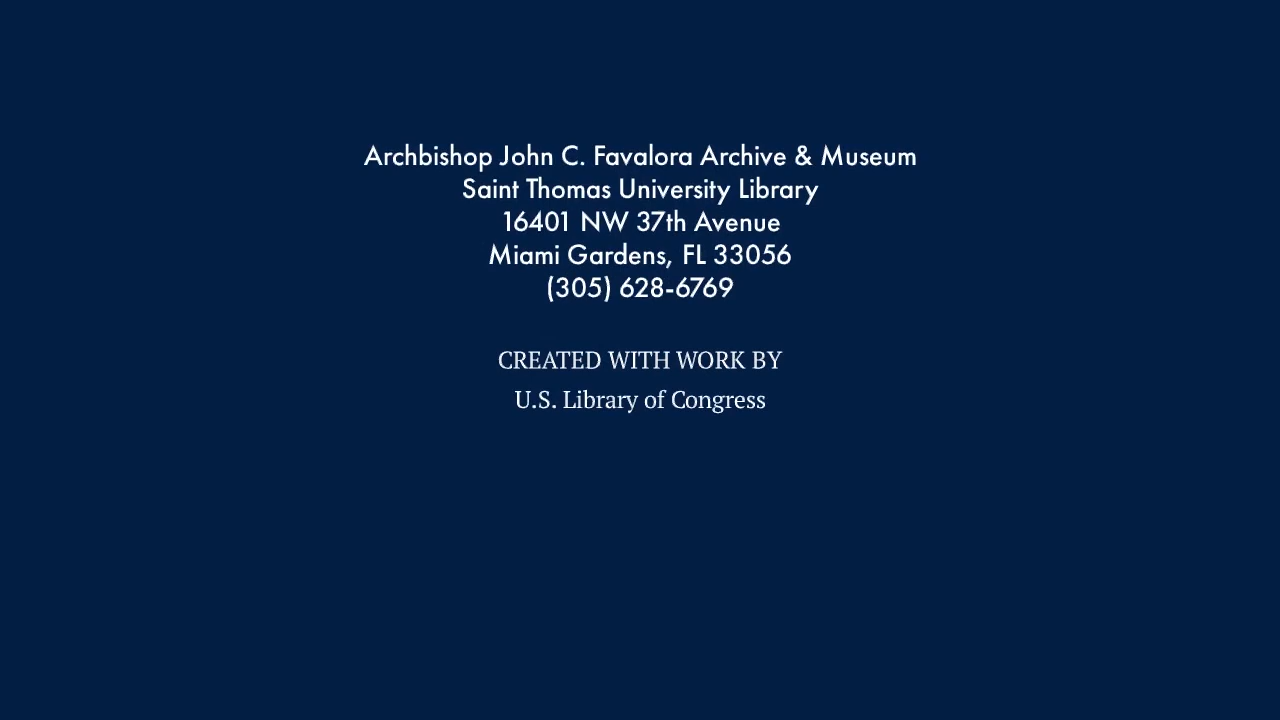 Archbishop John C. Favalora Archive & Museum
Saint Thomas University Library
16401 NW 37th Avenue
Miami Gardens, FL 33056
(305) 628-6769
CREATED WITH WORK BY
U.S. Library of Congress